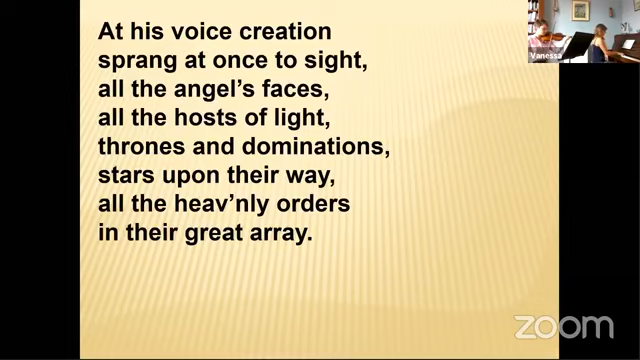 At his voice creation
sprang at once to sight,
all the angel's faces,
all the hosts of light,
thrones and dominations,
stars upon their way,
all the heav'nly orders
in their great array.
Vanessa
zoom